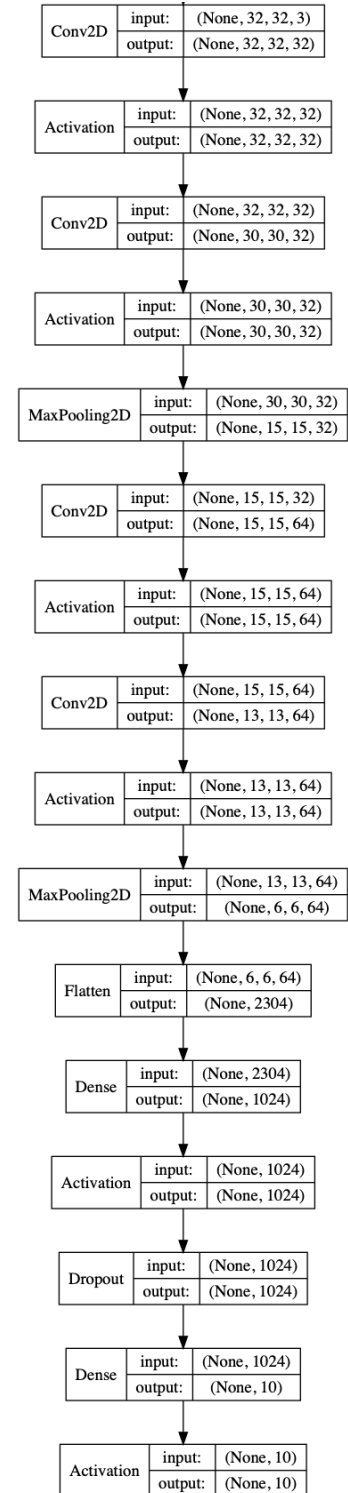 Conv2D
input: (None, 32, 32, 3)
output: (None, 32, 32, 32)
Activation
input: (None, 32, 32, 32)
output: (None, 32, 32, 32)
Conv2D
input: (None, 32, 32, 32)
output: (None, 30, 30, 32)
Activation
input: (None, 30, 30, 32)
output: (None, 30, 30, 32)
MaxPooling2D
input: (None, 30, 30, 32)
output: (None, 15, 15, 32)
Conv2D
input: (None, 15, 15, 32)
output: (None, 15, 15, 64)
Activation
input: (None, 15, 15, 64)
output: (None, 15, 15, 64)
Conv2D
input: (None, 15, 15, 64)
output: (None, 13, 13, 64)
Activation
input: (None, 13, 13, 64)
output: (None, 13, 13, 64)
MaxPooling2D
input: (None, 13, 13, 64)
output: (None, 6, 6, 64)
Flatten
input: (None, 6, 6, 64)
output: (None, 2304)
Dense
input: (None, 2304)
output: (None, 1024)
Activation
input: (None, 1024)
output: (None, 1024)
Dropout
input: (None, 1024)
output: (None, 1024)
Dense
input: (None, 1024)
output: (None, 10)
Activation
input: (None, 10)
output: (None, 10)